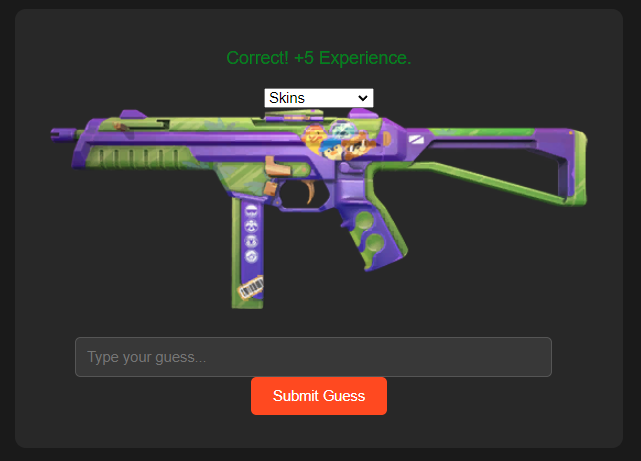 Correct! +5 Experience.
Skins
Type your guess...
Submit Guess